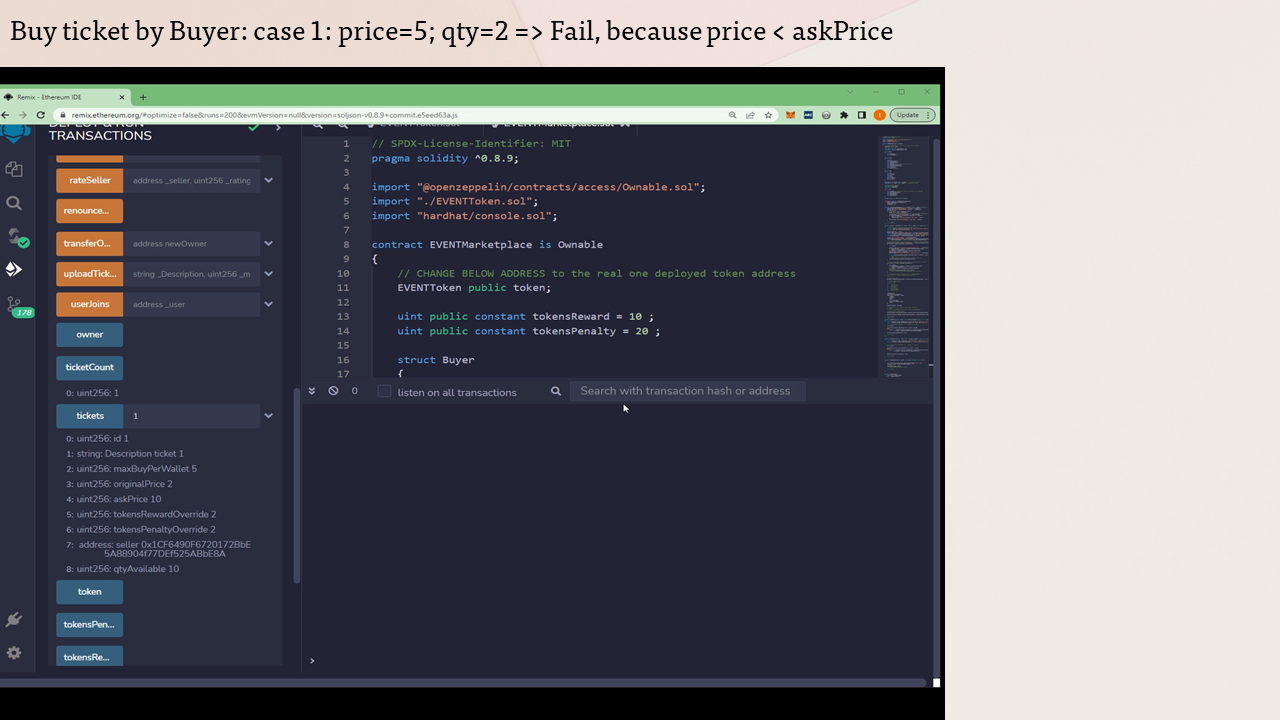 Buy ticket by Buyer: case 1: price=5; qty=2 => Fail, because price < askPrice
Remix - Ethereum IDE
remix.ethereum.org/#optimize=false&runs=200&evmVersion=null&version=soljson-v0.8.9+commit.e5eed63a.js
Update
TRANSACTIONS
rateSeller address _seller, uint256 _rating
renounce...
transferO... address newOwner
uploadTick... string _Description, uint256 _m
userJoins address _user
owner
ticketCount
0: uint256: 1
tickets 1
0: uint256: id 1
1: string: Description ticket 1
2: uint256: maxBuyPerWallet 5
3: uint256: originalPrice 2
4: uint256: askPrice 10
5: uint256: tokensRewardOverride 2
6: uint256: tokensPenaltyOverride 2
7: address: seller 0x1CF6490F6720172BbE
5A88904f77DEf525ABbE8A
8: uint256: qtyAvailable 10
token
tokensPen...
tokensRe...
178
1 // SPDX-License-Identifier: MIT
2 pragma solidity ^0.8.9;
3
4 import "@openzeppelin/contracts/access/Ownable.sol";
5 import "./EVENTToken.sol";
6 import "hardhat/console.sol";
7
8 contract EVENTMarketplace is Ownable
9 {
10 // CHANGE BELOW ADDRESS to the real one deployed token address
11 EVENTToken public token;
12
13 uint public constant tokensReward = 10 ;
14 uint public constant tokensPenalty = 20 ;
15
16 struct Buyer
17 {
0 listen on all transactions Search with transaction hash or address
>